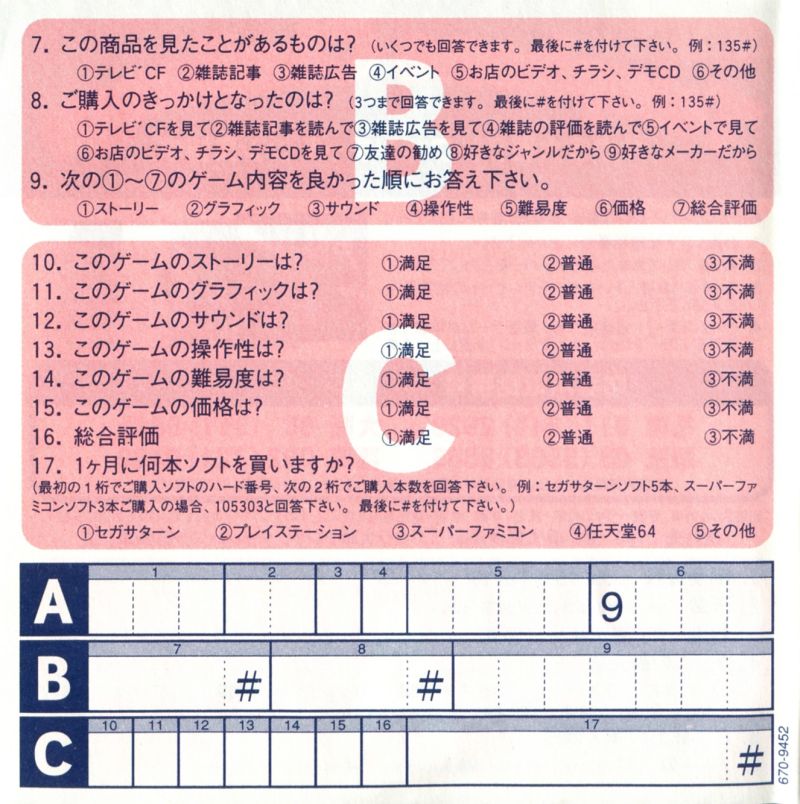 7. この商品を見たことがあるものは? (いくつでも回答できます。 最後に#を付けて下さい。 例：135#)
①テレビCF ②雑誌記事 ③雑誌広告 ④イベント ⑤お店のビデオ、チラシ、デモCD ⑥その他
8. ご購入のきっかけとなったのは? (3つまで回答できます。 最後に#を付けて下さい。 例：135#)
①テレビCFを見て②雑誌記事を読んで③雑誌広告を見て④雑誌の評価を読んで⑤イベントで見て
⑥お店のビデオ、チラシ、デモCDを見て ⑦友達の勧め ⑧好きなジャンルだから ⑨好きなメーカーだから
9. 次の①～⑦のゲーム内容を良かった順にお答え下さい。
①ストーリー ②グラフィック ③サウンド ④操作性 ⑤難易度 ⑥価格 ⑦総合評価
B
10. このゲームのストーリーは? ①満足 ②普通 ③不満
11. このゲームのグラフィックは? ①満足 ②普通 ③不満
12. このゲームのサウンドは? ①満足 ②普通 ③不満
13. このゲームの操作性は? ①満足 ②普通 ③不満
14. このゲームの難易度は? ①満足 ②普通 ③不満
15. このゲームの価格は? ①満足 ②普通 ③不満
16. 総合評価 ①満足 ②普通 ③不満
17. 1ヶ月に何本ソフトを買いますか?
(最初の1桁でご購入ソフトのハード番号、次の2桁でご購入本数を回答下さい。 例：セガサターンソフト5本、スーパーファ
ミコンソフト3本ご購入の場合、105303と回答下さい。 最後に#を付けて下さい。)
①セガサターン ②プレイステーション ③スーパーファミコン ④任天堂64 ⑤その他
C
A 1 2 3 4 5 6
9
B 7 8 9
# #
C 10 11 12 13 14 15 16 17
#
670-9452